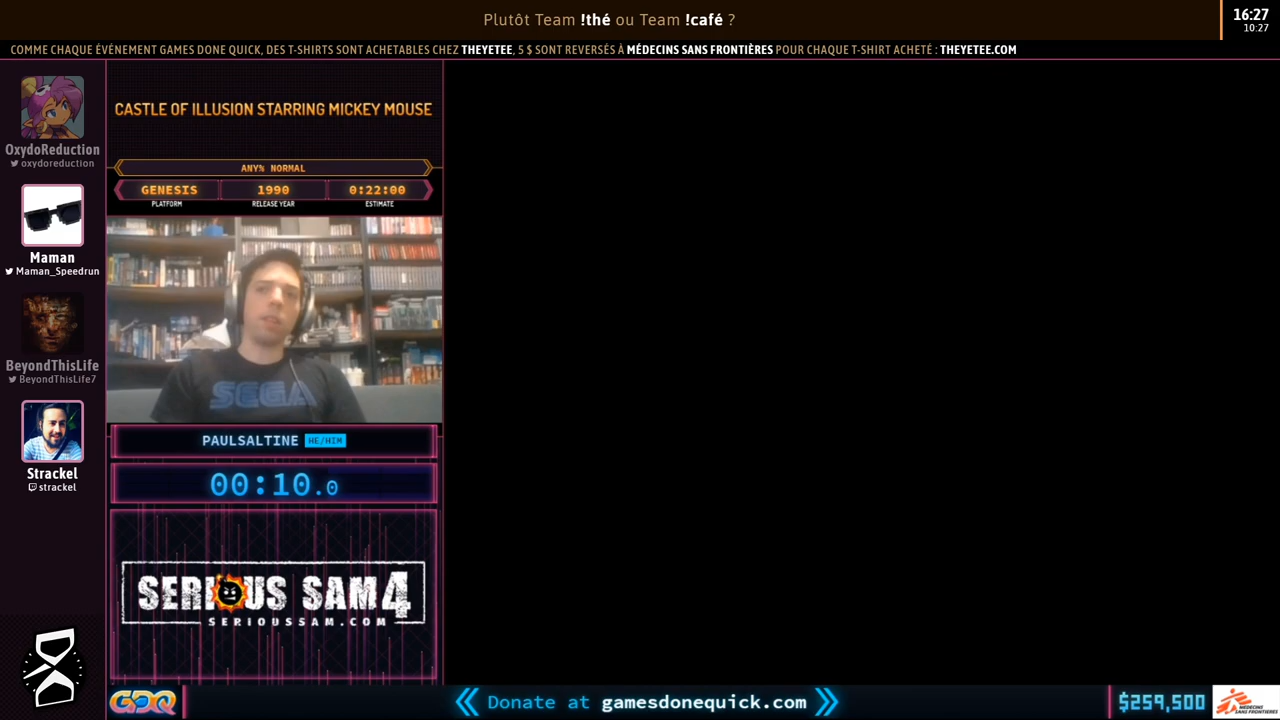 Plutôt Team !thé ou Team !café ?
16:27
10:27
COMME CHAQUE ÉVÉNEMENT GAMES DONE QUICK, DES T-SHIRTS SONT ACHETABLES CHEZ THEYETEE, 5 $ SONT REVERSÉS À MÉDECINS SANS FRONTIÈRES POUR CHAQUE T-SHIRT ACHETÉ : THEYETEE.COM
OxydoReduction
oxydoreduction
Maman
Maman_Speedrun
BeyondThisLife
BeyondThisLife7
Strackel
strackel
CASTLE OF ILLUSION STARRING MICKEY MOUSE
ANY% NORMAL
GENESIS 1990 0:22:00
PLATFORM RELEASE YEAR ESTIMATE
SEGA
PAULSALTINE HE/HIM
00:10.0
SERIOUS SAM 4
SERIOUSSAM.COM
GDQ
Donate at gamesdonequick.com
$259,500
MEDECINS
SANS FRONTIERES